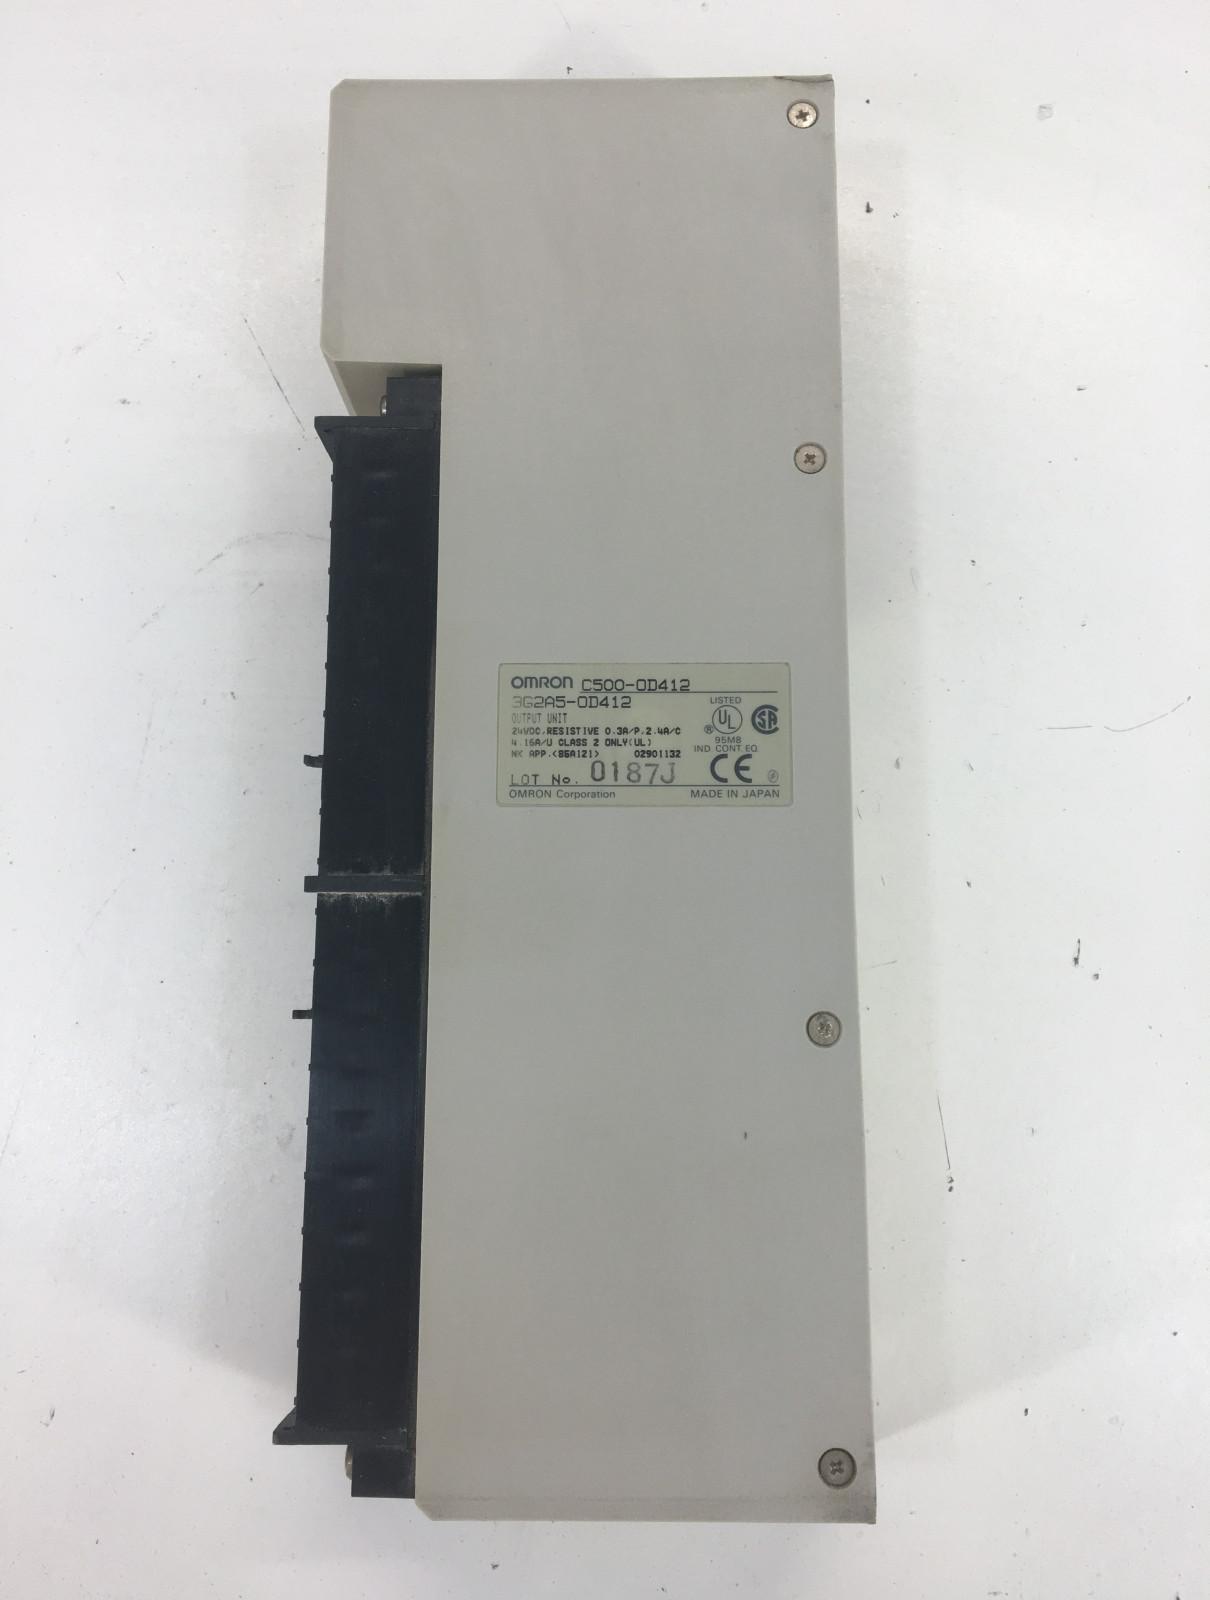 OMRON C500-OD412
3G2A5-OD412
OUTPUT UNIT
24VDC,RESISTIVE 0.3A/P,2.4A/C
4.16A/U CLASS 2 ONLY(UL)
NK APP.<86A121> 02901132
LOT No. 0187J
OMRON Corporation MADE IN JAPAN
LISTED
UL ®
95M8
IND. CONT. EQ.
CE